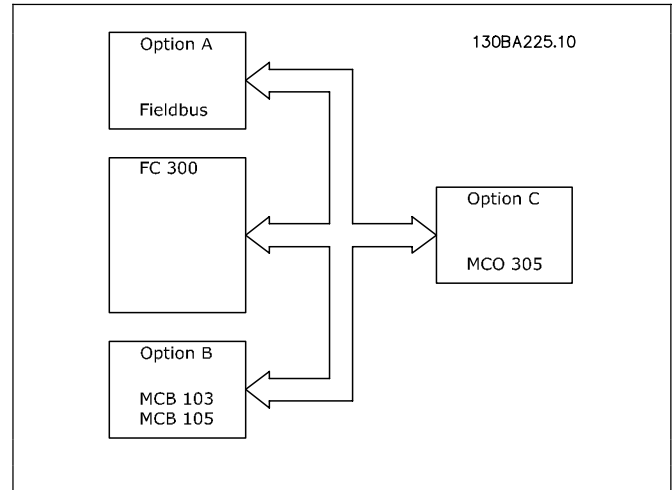 130BA225.10
Option A
Fieldbus
FC 300
Option C
MCO 305
Option B
MCB 103
MCB 105